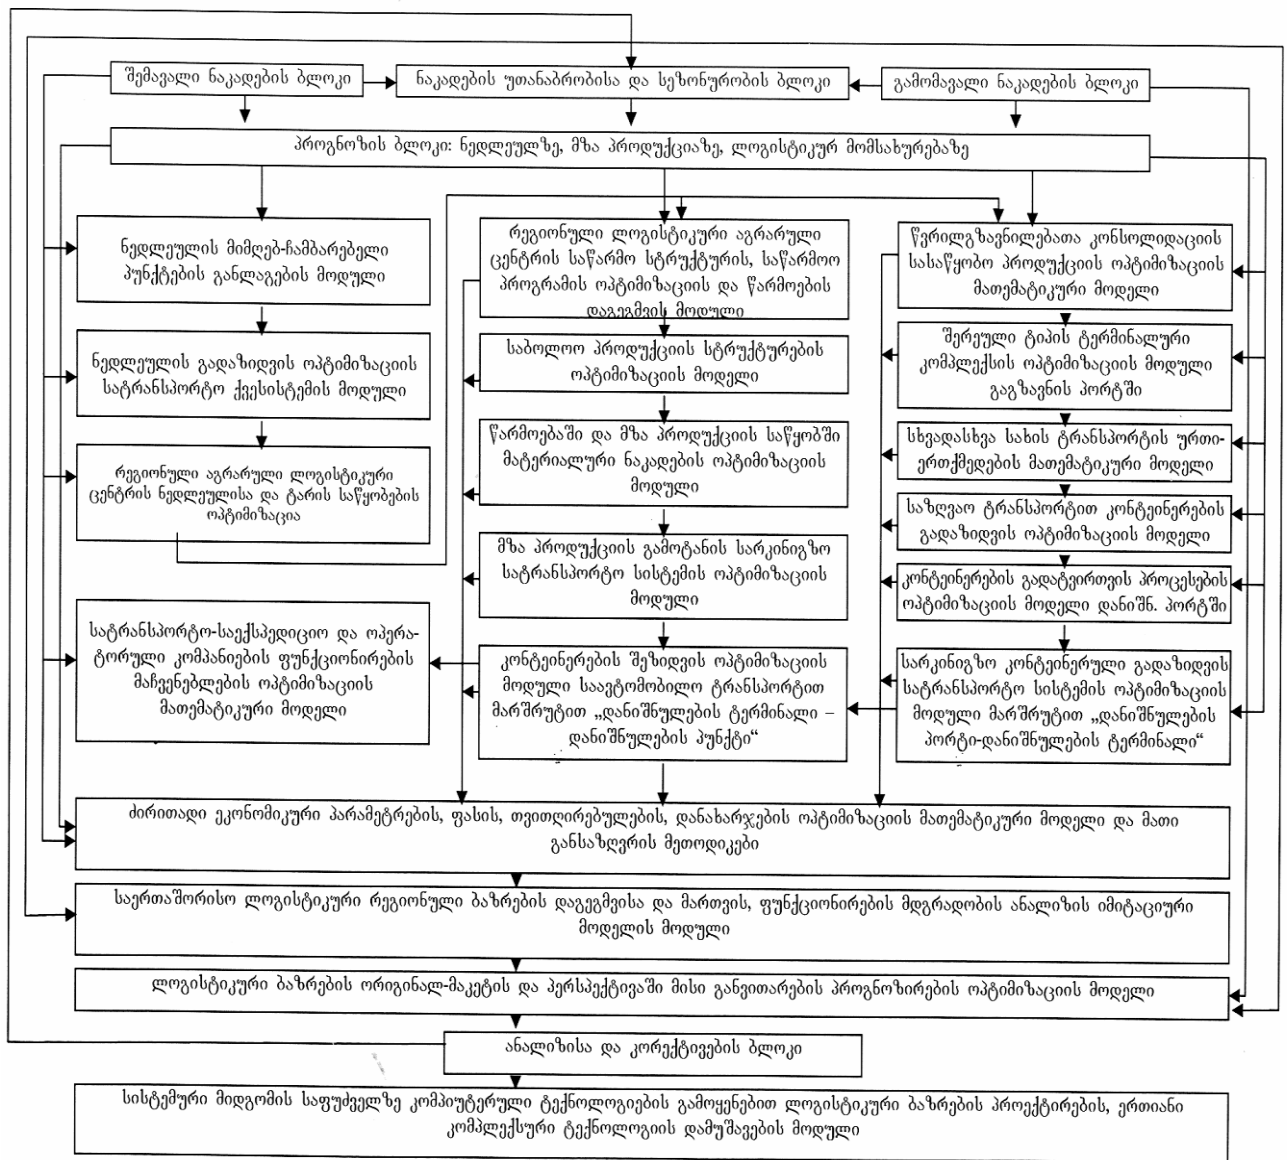 შემავალი ნაკადების ბლოკი
ნაკადების უთანაბრობისა და სეზონურობის ბლოკი
გამომავალი ნაკადების ბლოკი
პროგნოზის ბლოკი: ნედლეულზე, მზა პროდუქციაზე, ლოგისტიკურ მომსახურებაზე
ნედლეულის მიმღებ-ჩამბარებელი
პუნქტების განლაგების მოდული
ნედლეულის გადაზიდვის ოპტიმიზაციის
სატრანსპორტო ქვესისტემის მოდული
რეგიონული აგრარული ლოგისტიკური
ცენტრის ნედლეულისა და ტარის საწყობების
ოპტიმიზაცია
სატრანსპორტო-საექსპედიციო და ოპერა-
ტორული კომპანიების ფუნქციონირების
მაჩვენებლების ოპტიმიზაციის
მათემატიკური მოდელი
რეგიონული ლოგისტიკური აგრარული
ცენტრის საწარმო სტრუქტურის, საწარმოო
პროგრამის ოპტიმიზაციის და წარმოების
დაგეგმვის მოდული
საბოლოო პროდუქციის სტრუქტურების
ოპტიმიზაციის მოდელი
წარმოებაში და მზა პროდუქციის საწყობში
მატერიალური ნაკადების ოპტიმიზაციის
მოდული
მზა პროდუქციის გამოტანის სარკინიგზო
სატრანსპორტო სისტემის ოპტიმიზაციის
მოდული
კონტეინერების შეზიდვის ოპტიმიზაციის
მოდული საავტომობილო ტრანსპორტით
მარშრუტით „დანიშნულების ტერმინალი –
დანიშნულების პუნქტი“
წვრილგზავნილებათა კონსოლიდაციის
სასაწყობო პროდუქციის ოპტიმიზაციის
მათემატიკური მოდელი
შერეული ტიპის ტერმინალური
კომპლექსის ოპტიმიზაციის მოდული
გაგზავნის პორტში
სხვადასხვა სახის ტრანსპორტის ურთი-
ერთქმედების მათემატიკური მოდელი
საზღვაო ტრანსპორტით კონტეინერების
გადაზიდვის ოპტიმიზაციის მოდელი
კონტეინერების გადატვირთვის პროცესების
ოპტიმიზაციის მოდელი დანიშნ. პორტში
სარკინიგზო კონტეინერული გადაზიდვის
სატრანსპორტო სისტემის ოპტიმიზაციის
მოდული მარშრუტით „დანიშნულების
პორტი-დანიშნულების ტერმინალი“
ძირითადი ეკონომიკური პარამეტრების, ფასის, თვითღირებულების, დანახარჯების ოპტიმიზაციის მათემატიკური მოდელი და მათი
განსაზღვრის მეთოდიკები
საერთაშორისო ლოგისტიკური რეგიონული ბაზრების დაგეგმვისა და მართვის, ფუნქციონირების მდგრადობის ანალიზის იმიტაციური
მოდელის მოდული
ლოგისტიკური ბაზრების ორიგინალ-მაკეტის და პერსპექტივაში მისი განვითარების პროგნოზირების ოპტიმიზაციის მოდელი
ანალიზისა და კორექტივების ბლოკი
სისტემური მიდგომის საფუძველზე კომპიუტერული ტექნოლოგიების გამოყენებით ლოგისტიკური ბაზრების პროექტირების, ერთიანი
კომპლექსური ტექნოლოგიის დამუშავების მოდული